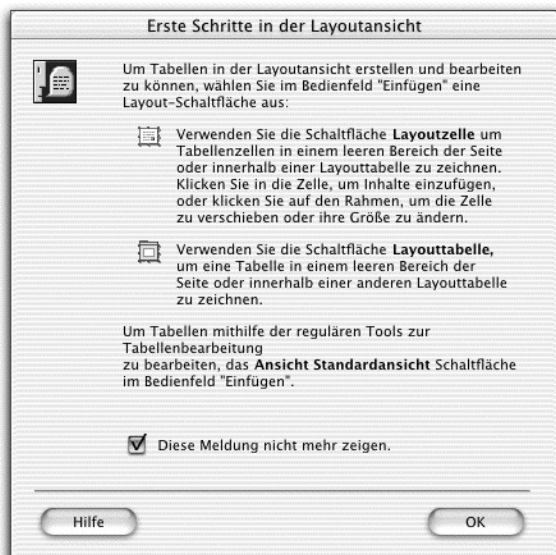 Erste Schritte in der Layoutansicht
Um Tabellen in der Layoutansicht erstellen und bearbeiten
zu können, wählen Sie im Bedienfeld "Einfügen" eine
Layout-Schaltfläche aus:
Verwenden Sie die Schaltfläche Layoutzelle um
Tabellenzellen in einem leeren Bereich der Seite
oder innerhalb einer Layouttabelle zu zeichnen.
Klicken Sie in die Zelle, um Inhalte einzufügen,
oder klicken Sie auf den Rahmen, um die Zelle
zu verschieben oder ihre Größe zu ändern.
Verwenden Sie die Schaltfläche Layouttabelle,
um eine Tabelle in einem leeren Bereich der
Seite oder innerhalb einer anderen Layouttabelle
zu zeichnen.
Um Tabellen mithilfe der regulären Tools zur
Tabellenbearbeitung
zu bearbeiten, das Ansicht Standardansicht Schaltfläche
im Bedienfeld "Einfügen".
Diese Meldung nicht mehr zeigen.
Hilfe
OK